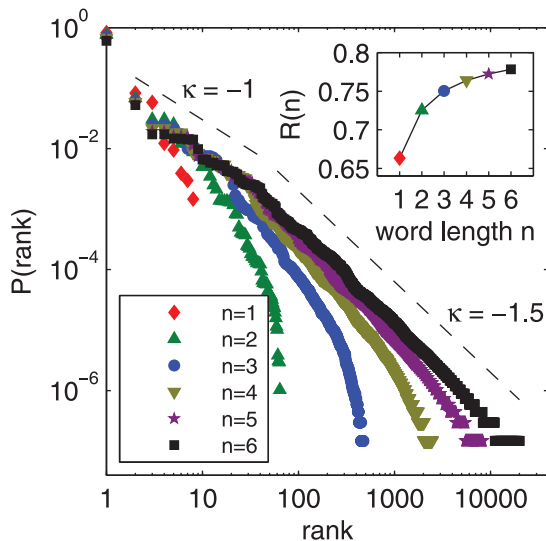 10^0
10^-2
10^-4
10^-6
P(rank)
1
10
100
1000
10000
rank
κ = −1
κ = −1.5
n=1
n=2
n=3
n=4
n=5
n=6
0.8
0.75
0.7
0.65
R(n)
1 2 3 4 5 6
word length n